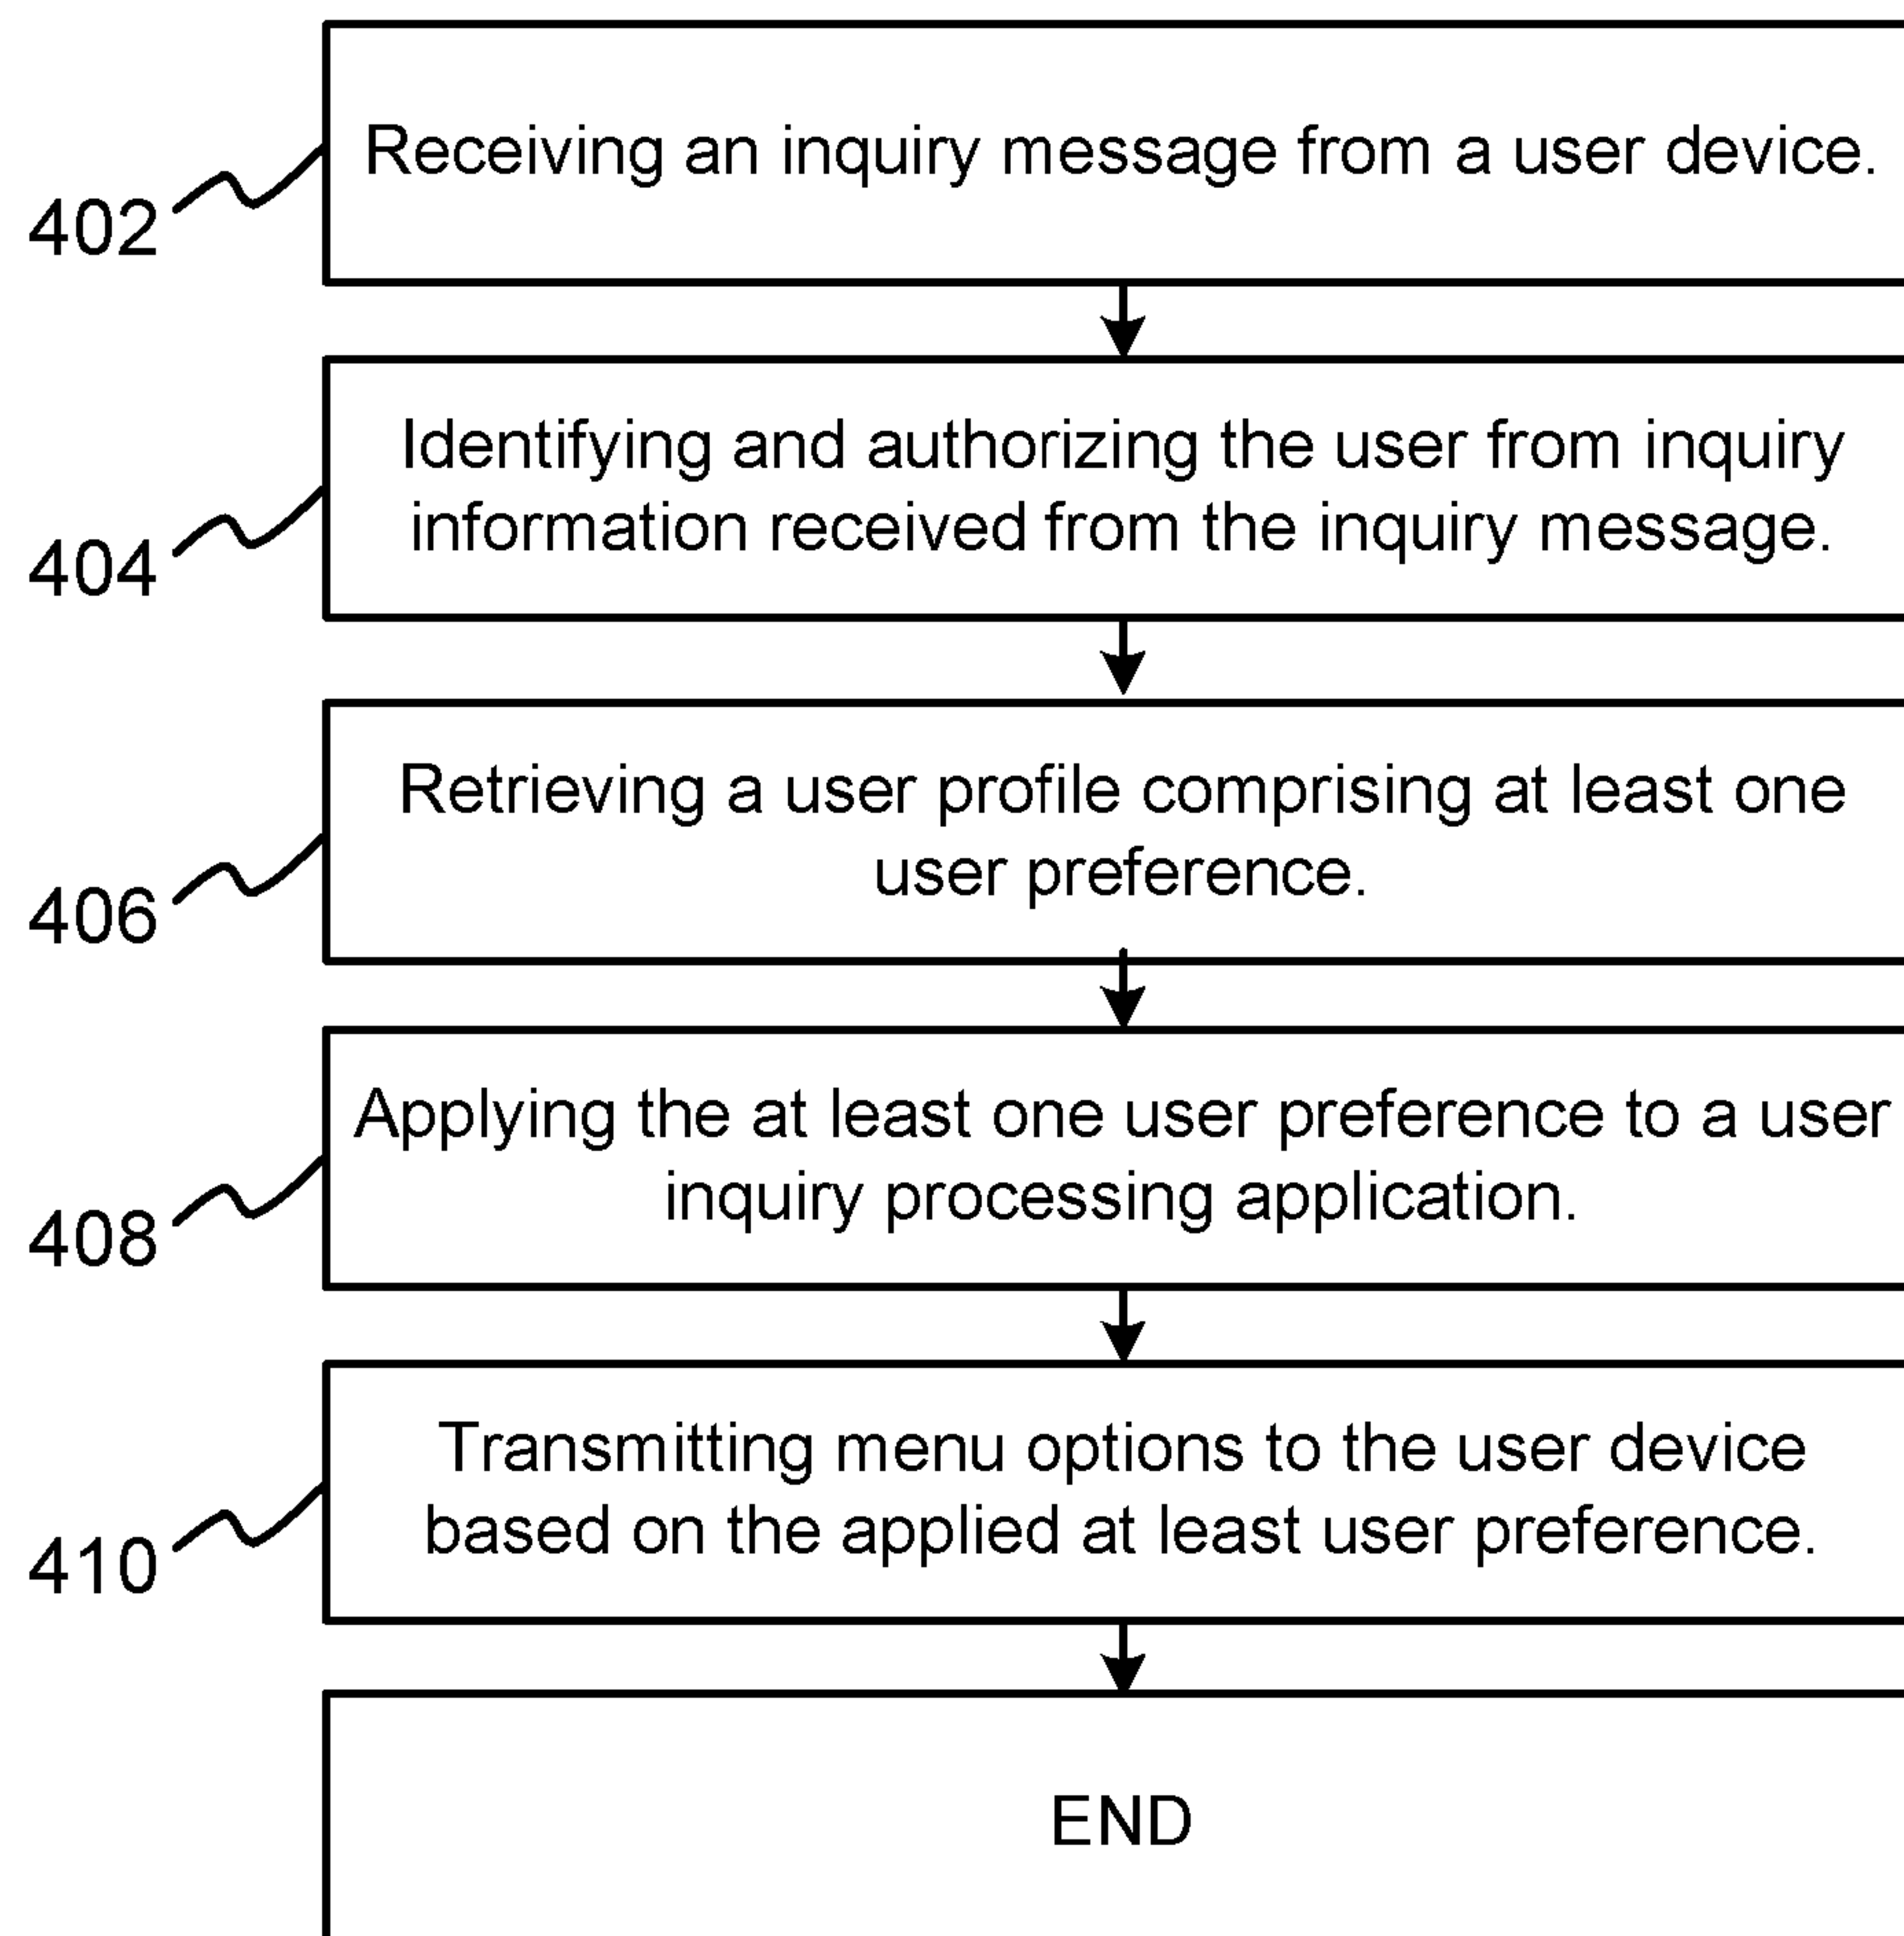 Receiving an inquiry message from a user device.
402
Identifying and authorizing the user from inquiry
information received from the inquiry message.
404
Retrieving a user profile comprising at least one
user preference.
406
Applying the at least one user preference to a user
inquiry processing application.
408
Transmitting menu options to the user device
based on the applied at least user preference.
410
END